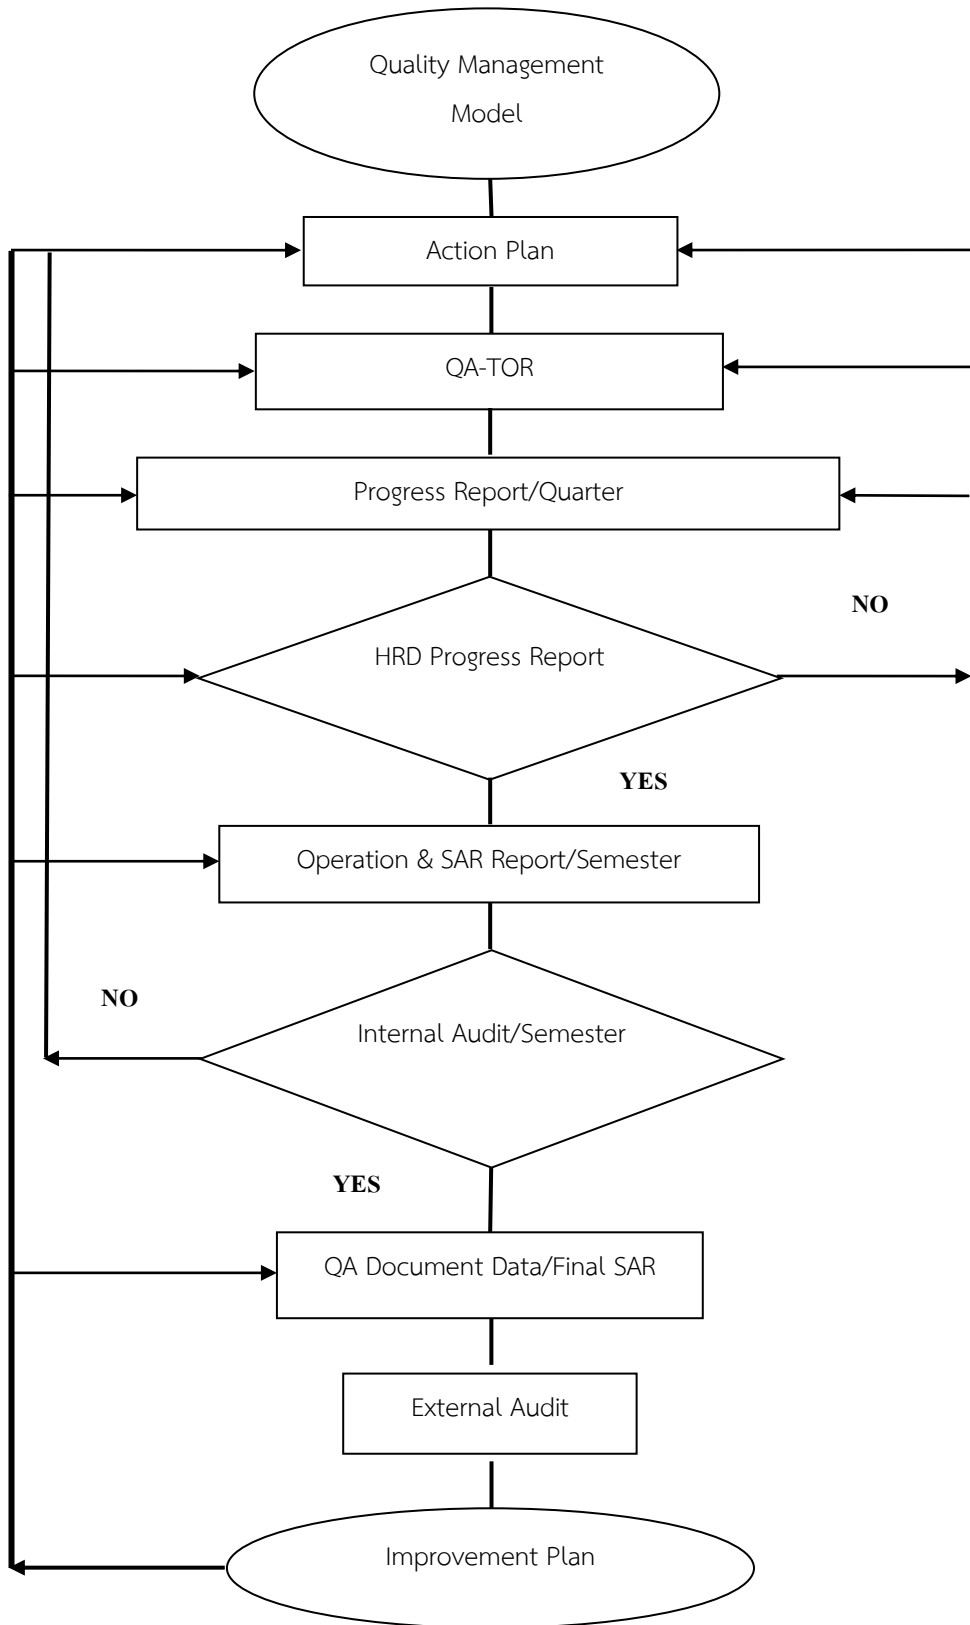 Quality Management
Model
Action Plan
QA-TOR
Progress Report/Quarter
NO
HRD Progress Report
YES
Operation & SAR Report/Semester
NO
Internal Audit/Semester
YES
QA Document Data/Final SAR
External Audit
Improvement Plan